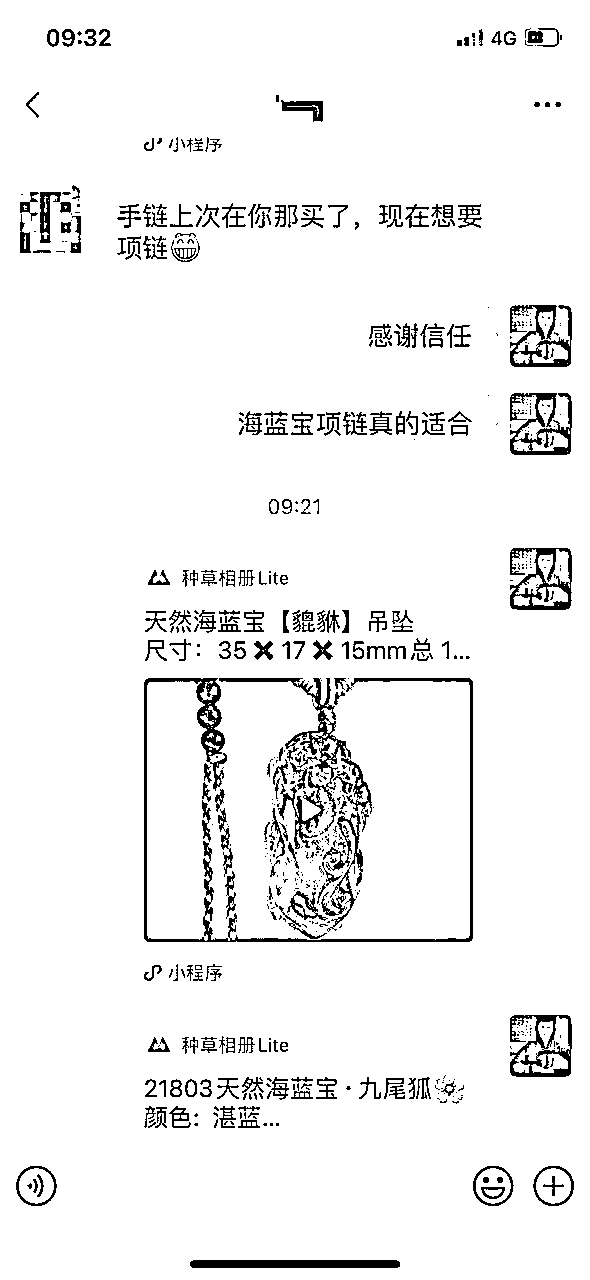 09:32
4G
小程序
手链上次在你那买了，现在想要
项链😁
感谢信任
海蓝宝项链真的适合
09:21
种草相册Lite
天然海蓝宝【貔貅】吊坠
尺寸：35✖17✖15mm总 1...
小程序
种草相册Lite
21803天然海蓝宝·九尾狐🌼
颜色：湛蓝...